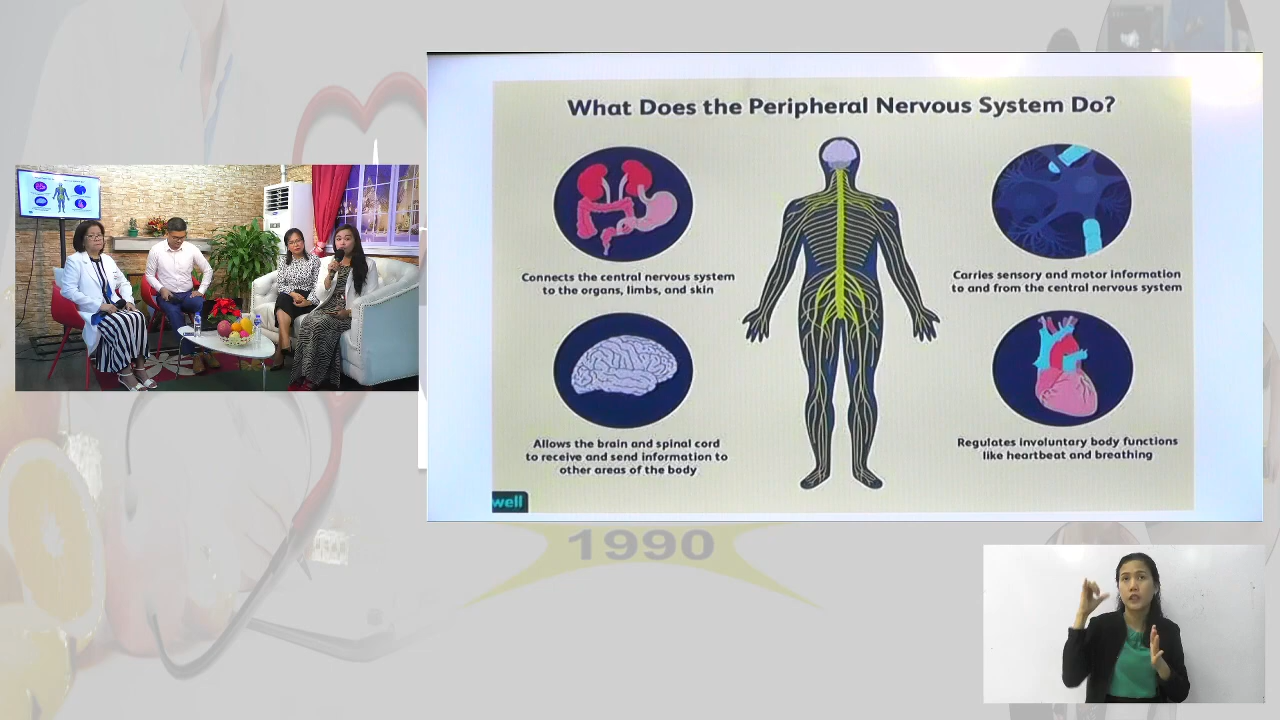 What Does the Peripheral Nervous System Do?
Connects the central nervous system
to the organs, limbs, and skin
Carries sensory and motor information
to and from the central nervous system
Allows the brain and spinal cord
to receive and send information to
other areas of the body
Regulates involuntary body functions
like heartbeat and breathing
well
1990